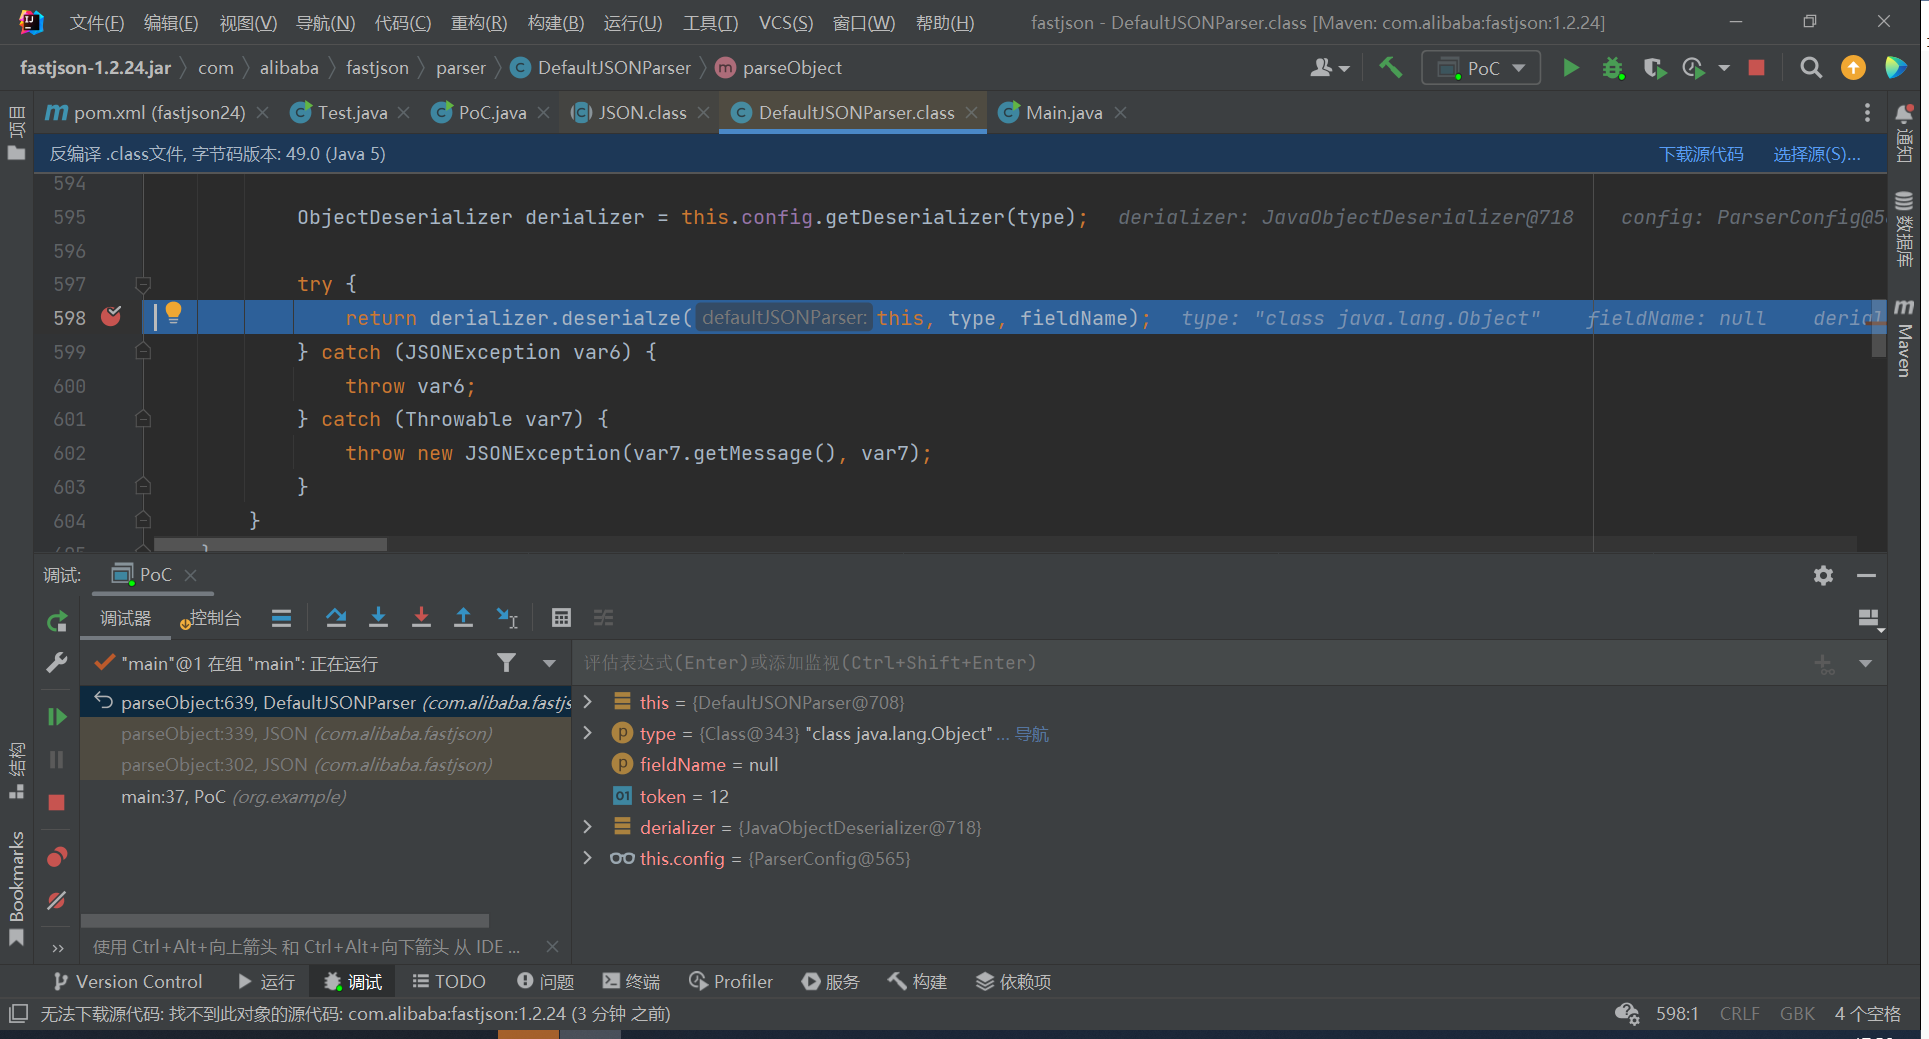 文件(F) 编辑(E) 视图(V) 导航(N) 代码(C) 重构(R) 构建(B) 运行(U) 工具(T) VCS(S) 窗口(W) 帮助(H) fastjson - DefaultJSONParser.class [Maven: com.alibaba:fastjson:1.2.24]
fastjson-1.2.24.jar com alibaba fastjson parser DefaultJSONParser parseObject PoC
pom.xml (fastjson24) Test.java PoC.java JSON.class DefaultJSONParser.class Main.java
反编译 .class文件, 字节码版本: 49.0 (Java 5) 下载源代码 选择源(S)...
594
595 ObjectDeserializer derializer = this.config.getDeserializer(type); derializer: JavaObjectDeserializer@718 config: ParserConfig@5
596
597 try {
598 return derializer.deserialze( defaultJSONParser: this, type, fieldName); type: "class java.lang.Object" fieldName: null derial
599 } catch (JSONException var6) {
600 throw var6;
601 } catch (Throwable var7) {
602 throw new JSONException(var7.getMessage(), var7);
603 }
604 }
项目
结构
Bookmarks
通知
数据库
Maven
调试: PoC
调试器 控制台
"main"@1 在组 "main": 正在运行
评估表达式(Enter)或添加监视(Ctrl+Shift+Enter)
parseObject:639, DefaultJSONParser (com.alibaba.fastjs
parseObject:339, JSON (com.alibaba.fastjson)
parseObject:302, JSON (com.alibaba.fastjson)
main:37, PoC (org.example)
this = {DefaultJSONParser@708}
type = {Class@343} "class java.lang.Object" ... 导航
fieldName = null
token = 12
derializer = {JavaObjectDeserializer@718}
this.config = {ParserConfig@565}
使用 Ctrl+Alt+向上箭头 和 Ctrl+Alt+向下箭头 从 IDE ...
Version Control 运行 调试 TODO 问题 终端 Profiler 服务 构建 依赖项
无法下载源代码: 找不到此对象的源代码: com.alibaba:fastjson:1.2.24 (3 分钟 之前) 598:1 CRLF GBK 4 个空格